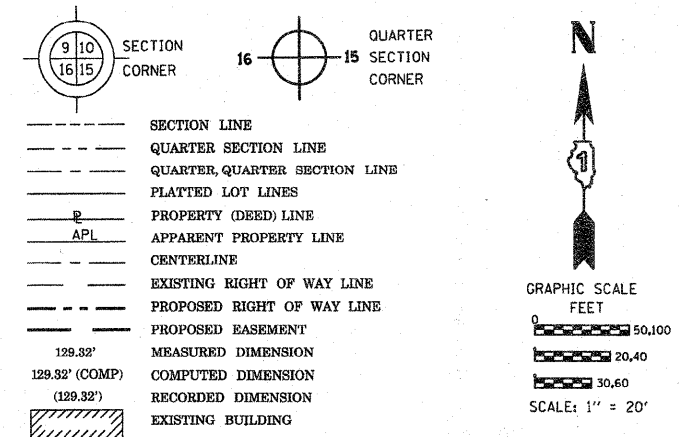 9 10
16 15
SECTION
CORNER
16
15
QUARTER
SECTION
CORNER
SECTION LINE
QUARTER SECTION LINE
QUARTER, QUARTER SECTION LINE
PLATTED LOT LINES
PL PROPERTY (DEED) LINE
APL APPARENT PROPERTY LINE
CENTERLINE
EXISTING RIGHT OF WAY LINE
PROPOSED RIGHT OF WAY LINE
PROPOSED EASEMENT
129.32' MEASURED DIMENSION
129.32' (COMP) COMPUTED DIMENSION
(129.32') RECORDED DIMENSION
EXISTING BUILDING
N
1
GRAPHIC SCALE
FEET
0
50,100
20,40
30,60
SCALE: 1" = 20'